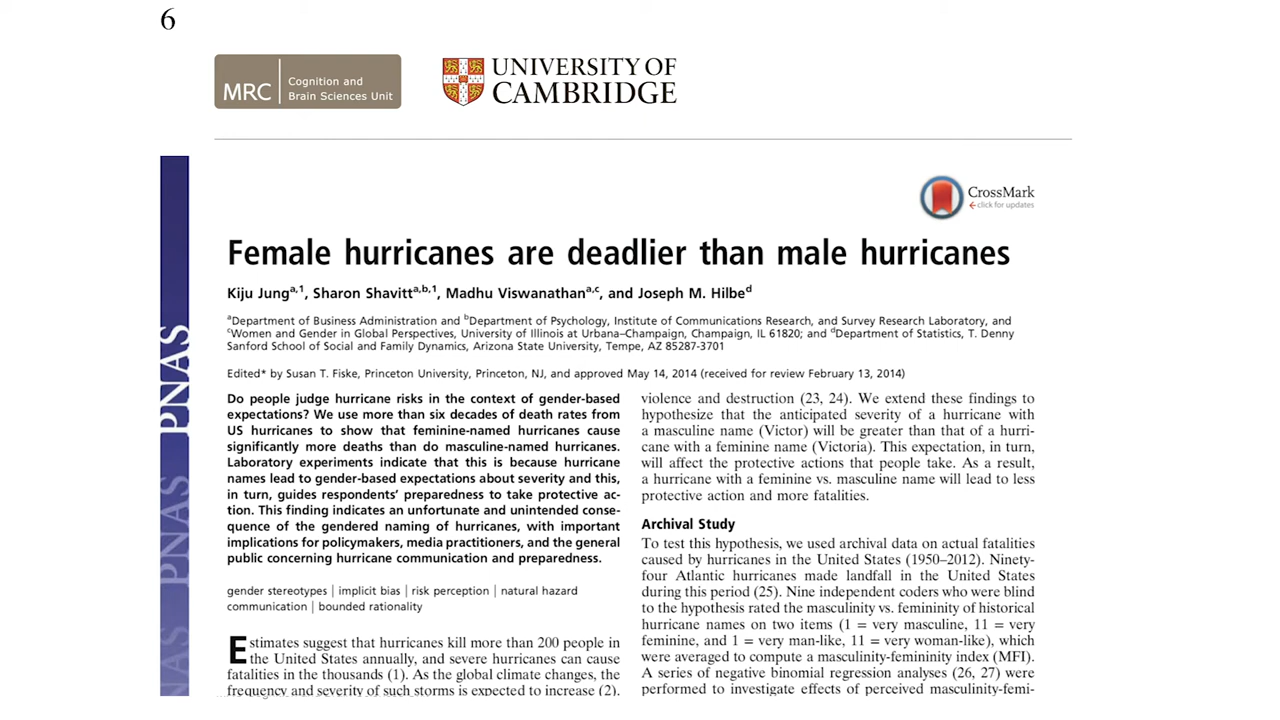 6
MRC
Cognition and
Brain Sciences Unit
UNIVERSITY OF
CAMBRIDGE
CrossMark
click for updates
Female hurricanes are deadlier than male hurricanes
Kiju Jungᵃ,¹, Sharon Shavittᵃ,ᵇ,¹, Madhu Viswanathanᵃ,ᶜ, and Joseph M. Hilbeᵈ
ᵃDepartment of Business Administration and ᵇDepartment of Psychology, Institute of Communications Research, and Survey Research Laboratory, and
ᶜWomen and Gender in Global Perspectives, University of Illinois at Urbana–Champaign, Champaign, IL 61820; and ᵈDepartment of Statistics, T. Denny
Sanford School of Social and Family Dynamics, Arizona State University, Tempe, AZ 85287-3701
Edited* by Susan T. Fiske, Princeton University, Princeton, NJ, and approved May 14, 2014 (received for review February 13, 2014)
Do people judge hurricane risks in the context of gender-based
expectations? We use more than six decades of death rates from
US hurricanes to show that feminine-named hurricanes cause
significantly more deaths than do masculine-named hurricanes.
Laboratory experiments indicate that this is because hurricane
names lead to gender-based expectations about severity and this,
in turn, guides respondents' preparedness to take protective ac-
tion. This finding indicates an unfortunate and unintended conse-
quence of the gendered naming of hurricanes, with important
implications for policymakers, media practitioners, and the general
public concerning hurricane communication and preparedness.
gender stereotypes | implicit bias | risk perception | natural hazard
communication | bounded rationality
Estimates suggest that hurricanes kill more than 200 people in
the United States annually, and severe hurricanes can cause
fatalities in the thousands (1). As the global climate changes, the
frequency and severity of such storms is expected to increase (2).
violence and destruction (23, 24). We extend these findings to
hypothesize that the anticipated severity of a hurricane with
a masculine name (Victor) will be greater than that of a hurri-
cane with a feminine name (Victoria). This expectation, in turn,
will affect the protective actions that people take. As a result,
a hurricane with a feminine vs. masculine name will lead to less
protective action and more fatalities.
Archival Study
To test this hypothesis, we used archival data on actual fatalities
caused by hurricanes in the United States (1950–2012). Ninety-
four Atlantic hurricanes made landfall in the United States
during this period (25). Nine independent coders who were blind
to the hypothesis rated the masculinity vs. femininity of historical
hurricane names on two items (1 = very masculine, 11 = very
feminine, and 1 = very man-like, 11 = very woman-like), which
were averaged to compute a masculinity-femininity index (MFI).
A series of negative binomial regression analyses (26, 27) were
performed to investigate effects of perceived masculinity-femi-
PNAS
PNAS
PNAS